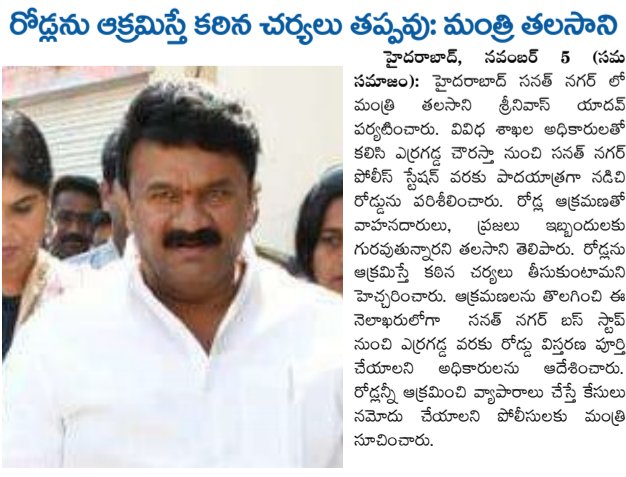 రోడ్లను ఆక్రమిస్తే కఠిన చర్యలు తప్పవు: మంత్రి తలసాని
హైదరాబాద్, నవంబర్ 5 (సమ
సమాజం): హైదరాబాద్ సనత్ నగర్ లో
మంత్రి తలసాని శ్రీనివాస్ యాదవ్
పర్యటించారు. వివిధ శాఖల అధికారులతో
కలిసి ఎర్రగడ్డ చౌరస్తా నుంచి సనత్ నగర్
పోలీస్ స్టేషన్ వరకు పాదయాత్రగా నడిచి
రోడ్డును పరిశీలించారు. రోడ్ల ఆక్రమణతో
వాహనదారులు, ప్రజలు ఇబ్బందులకు
గురవుతున్నారని తలసాని తెలిపారు. రోడ్లను
ఆక్రమిస్తే కఠిన చర్యలు తీసుకుంటామని
హెచ్చరించారు. ఆక్రమణలను తొలగించి ఈ
నెలాఖరులోగా సనత్ నగర్ బస్ స్టాప్
నుంచి ఎర్రగడ్డ వరకు రోడ్డు విస్తరణ పూర్తి
చేయాలని అధికారులను ఆదేశించారు.
రోడ్లన్నీ ఆక్రమించి వ్యాపారాలు చేస్తే కేసులు
నమోదు చేయాలని పోలీసులకు మంత్రి
సూచించారు.